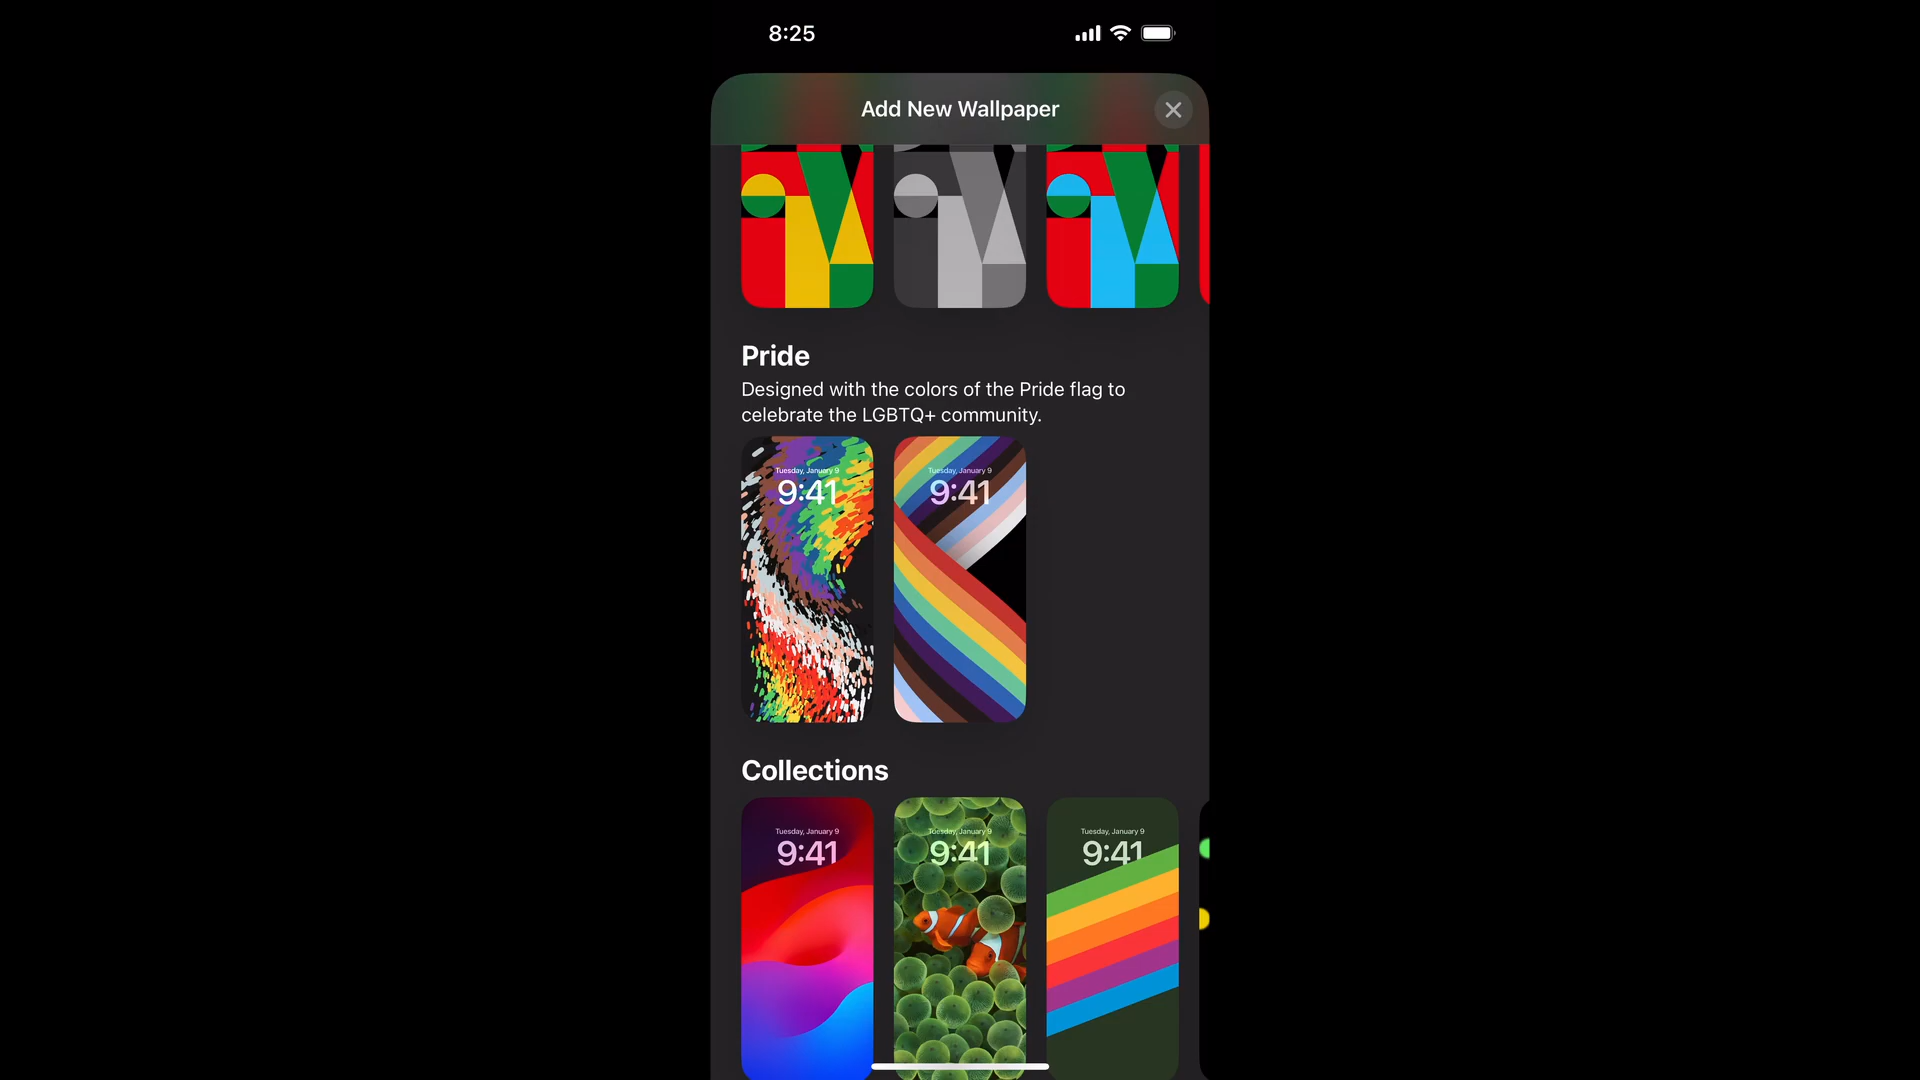 8:25
Add New Wallpaper
Pride
Designed with the colors of the Pride flag to
celebrate the LGBTQ+ community.
Tuesday, January 9
9:41
Tuesday, January 9
9:41
Collections
Tuesday, January 9
9:41
Tuesday, January 9
9:41
Tuesday, January 9
9:41